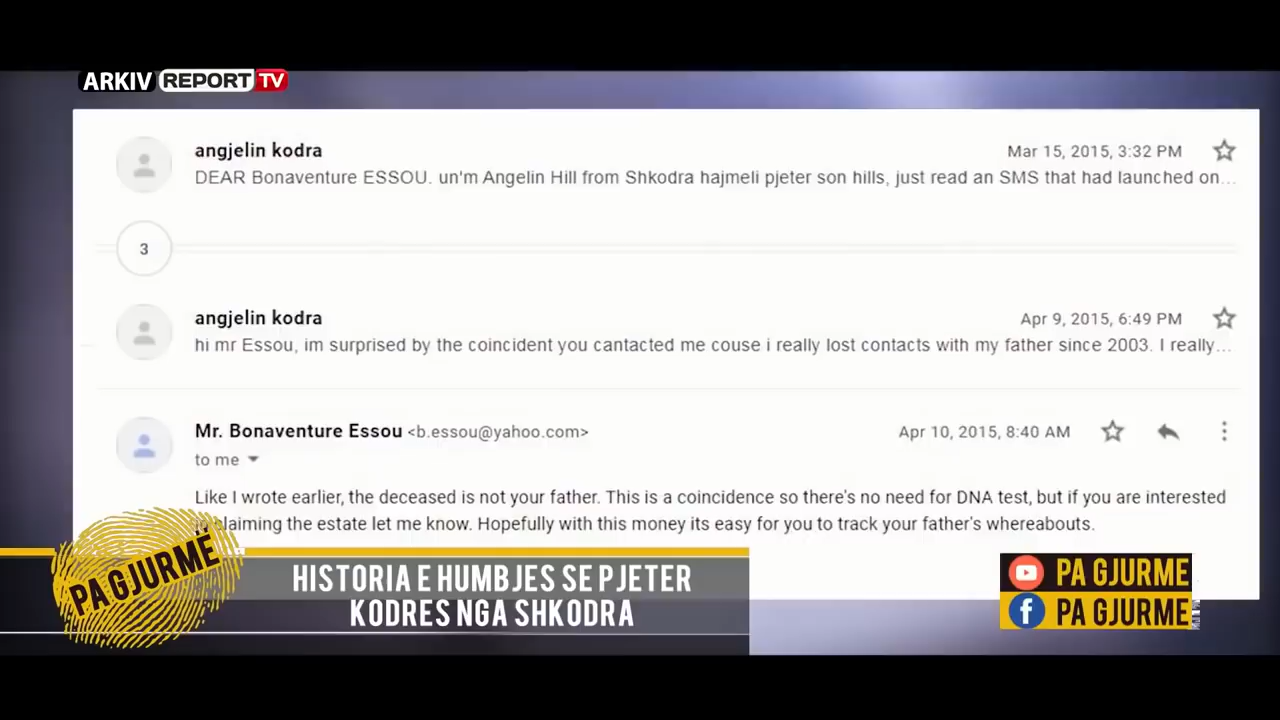 ARKIV REPORT TV
angjelin kodra
Mar 15, 2015, 3:32 PM
DEAR Bonaventure ESSOU. un'm Angelin Hill from Shkodra hajmeli pjeter son hills, just read an SMS that had launched on...
3
angjelin kodra
Apr 9, 2015, 6:49 PM
hi mr Essou, im surprised by the coincident you cantacted me couse i really lost contacts with my father since 2003. I really...
Mr. Bonaventure Essou <b.essou@yahoo.com>
Apr 10, 2015, 8:40 AM
to me
Like I wrote earlier, the deceased is not your father. This is a coincidence so there's no need for DNA test, but if you are interested
claiming the estate let me know. Hopefully with this money its easy for you to track your father's whereabouts.
PA GJURMË
HISTORIA E HUMBJES SE PJETER
KODRES NGA SHKODRA
PA GJURME
PA GJURME